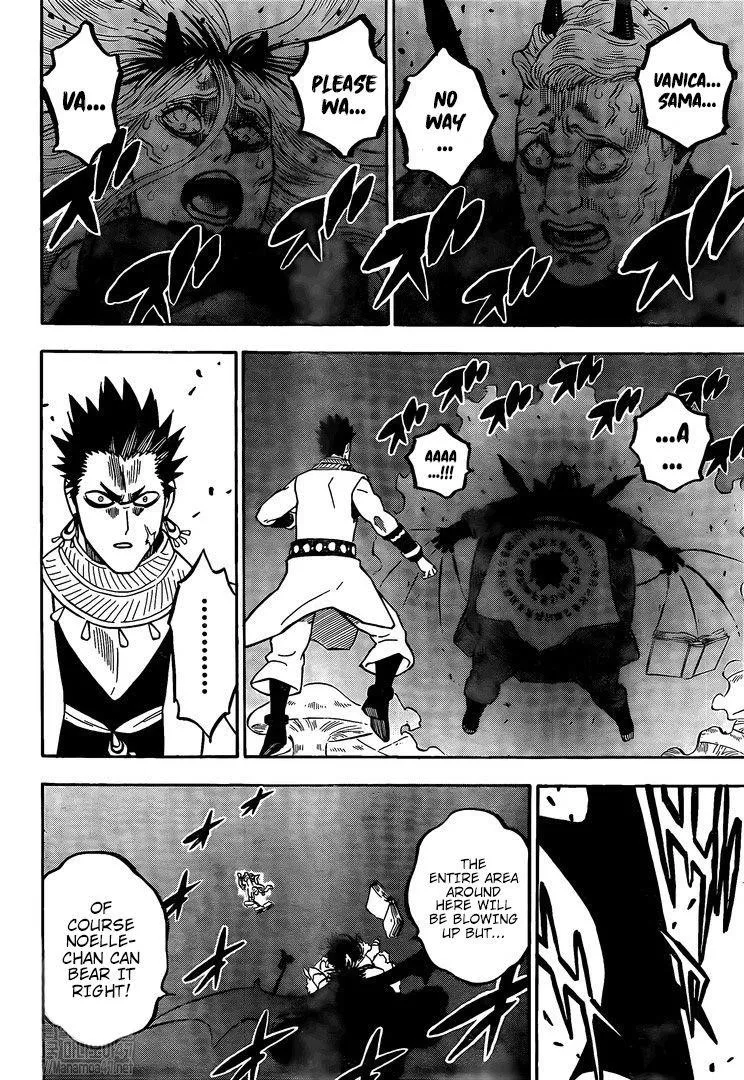 VANICA...
SAMA...
NO
WAY
...
PLEASE
WA...
VA...
...A
...
AAAA
...!!!
.........
THE
ENTIRE AREA
AROUND
HERE WILL
BE BLOWING
UP BUT...
OF
COURSE
NOELLE-
CHAN CAN
BEAR IT
RIGHT!